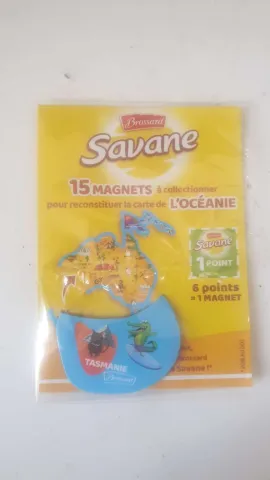 Brossard
Savane
15 MAGNETS à collectionner
pour reconstituer la carte de L'OCÉANIE
Savane
1
POINT
6 points
= 1 MAGNET
TASMANIE
Brossard
Brossard
à Savane !*